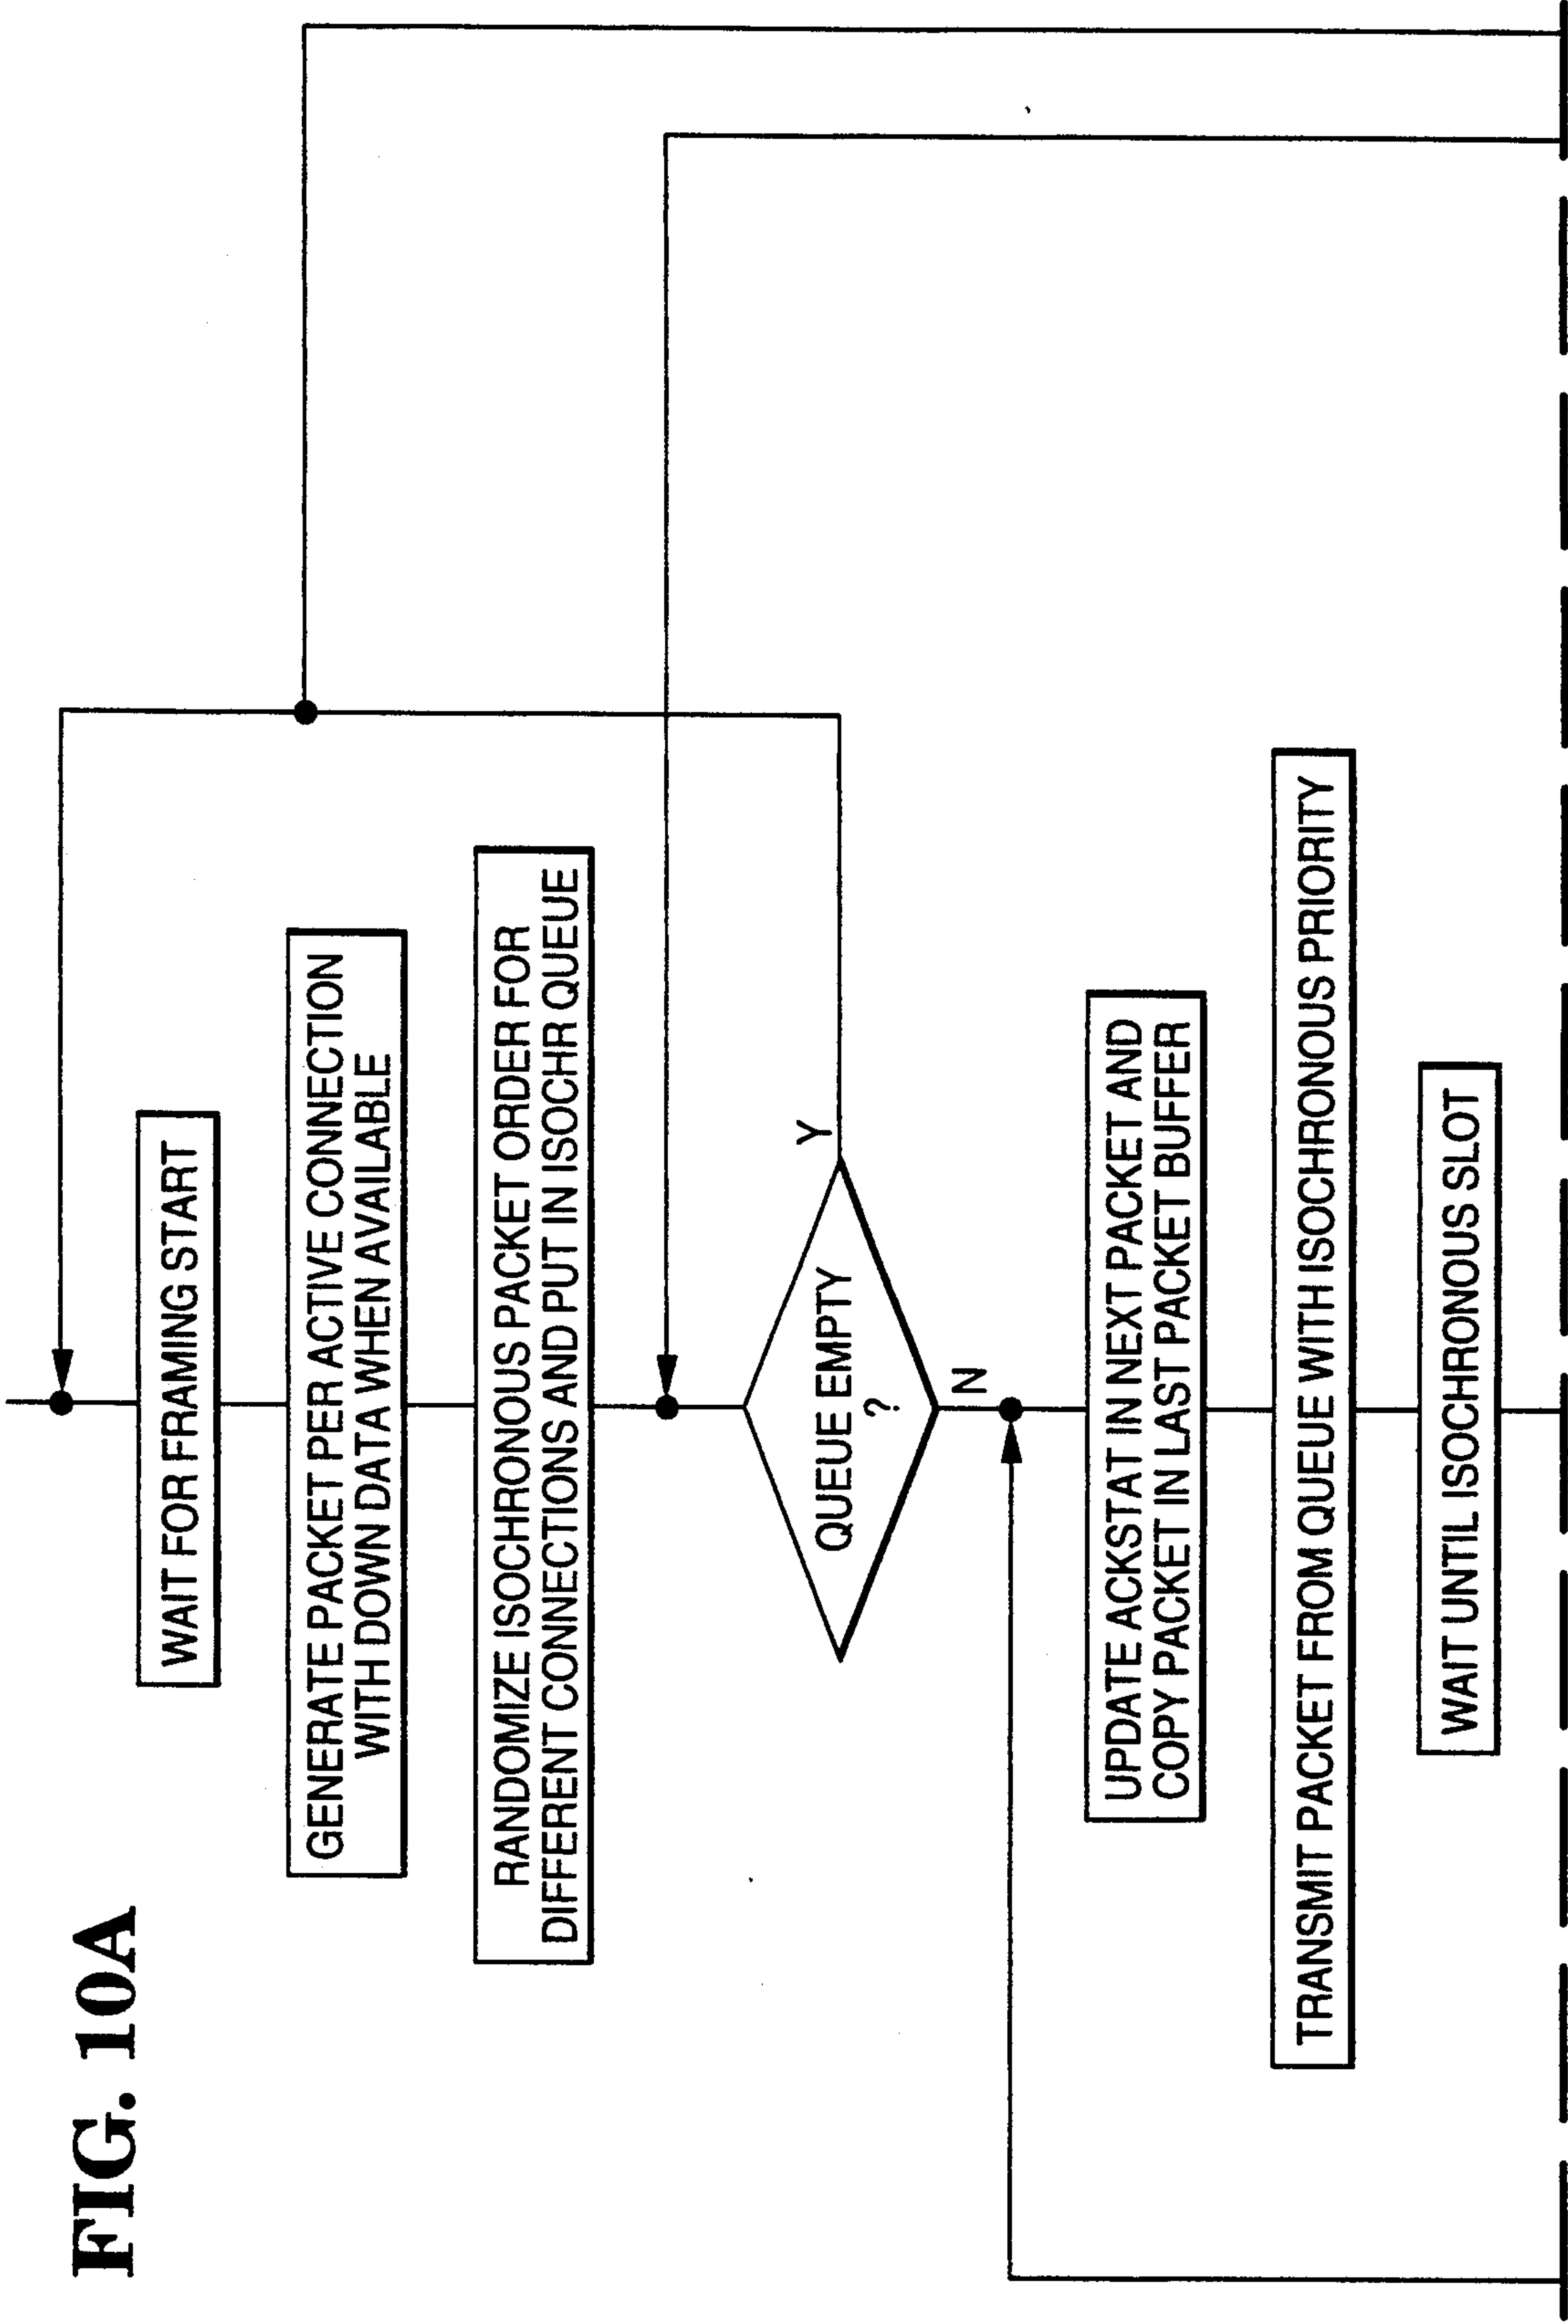 FIG. 10A
WAIT FOR FRAMING START
GENERATE PACKET PER ACTIVE CONNECTION
WITH DOWN DATA WHEN AVAILABLE
RANDOMIZE ISOCHRONOUS PACKET ORDER FOR
DIFFERENT CONNECTIONS AND PUT IN ISOCHR QUEUE
QUEUE EMPTY
?
Y
N
UPDATE ACKSTAT IN NEXT PACKET AND
COPY PACKET IN LAST PACKET BUFFER
TRANSMIT PACKET FROM QUEUE WITH ISOCHRONOUS PRIORITY
WAIT UNTIL ISOCHRONOUS SLOT